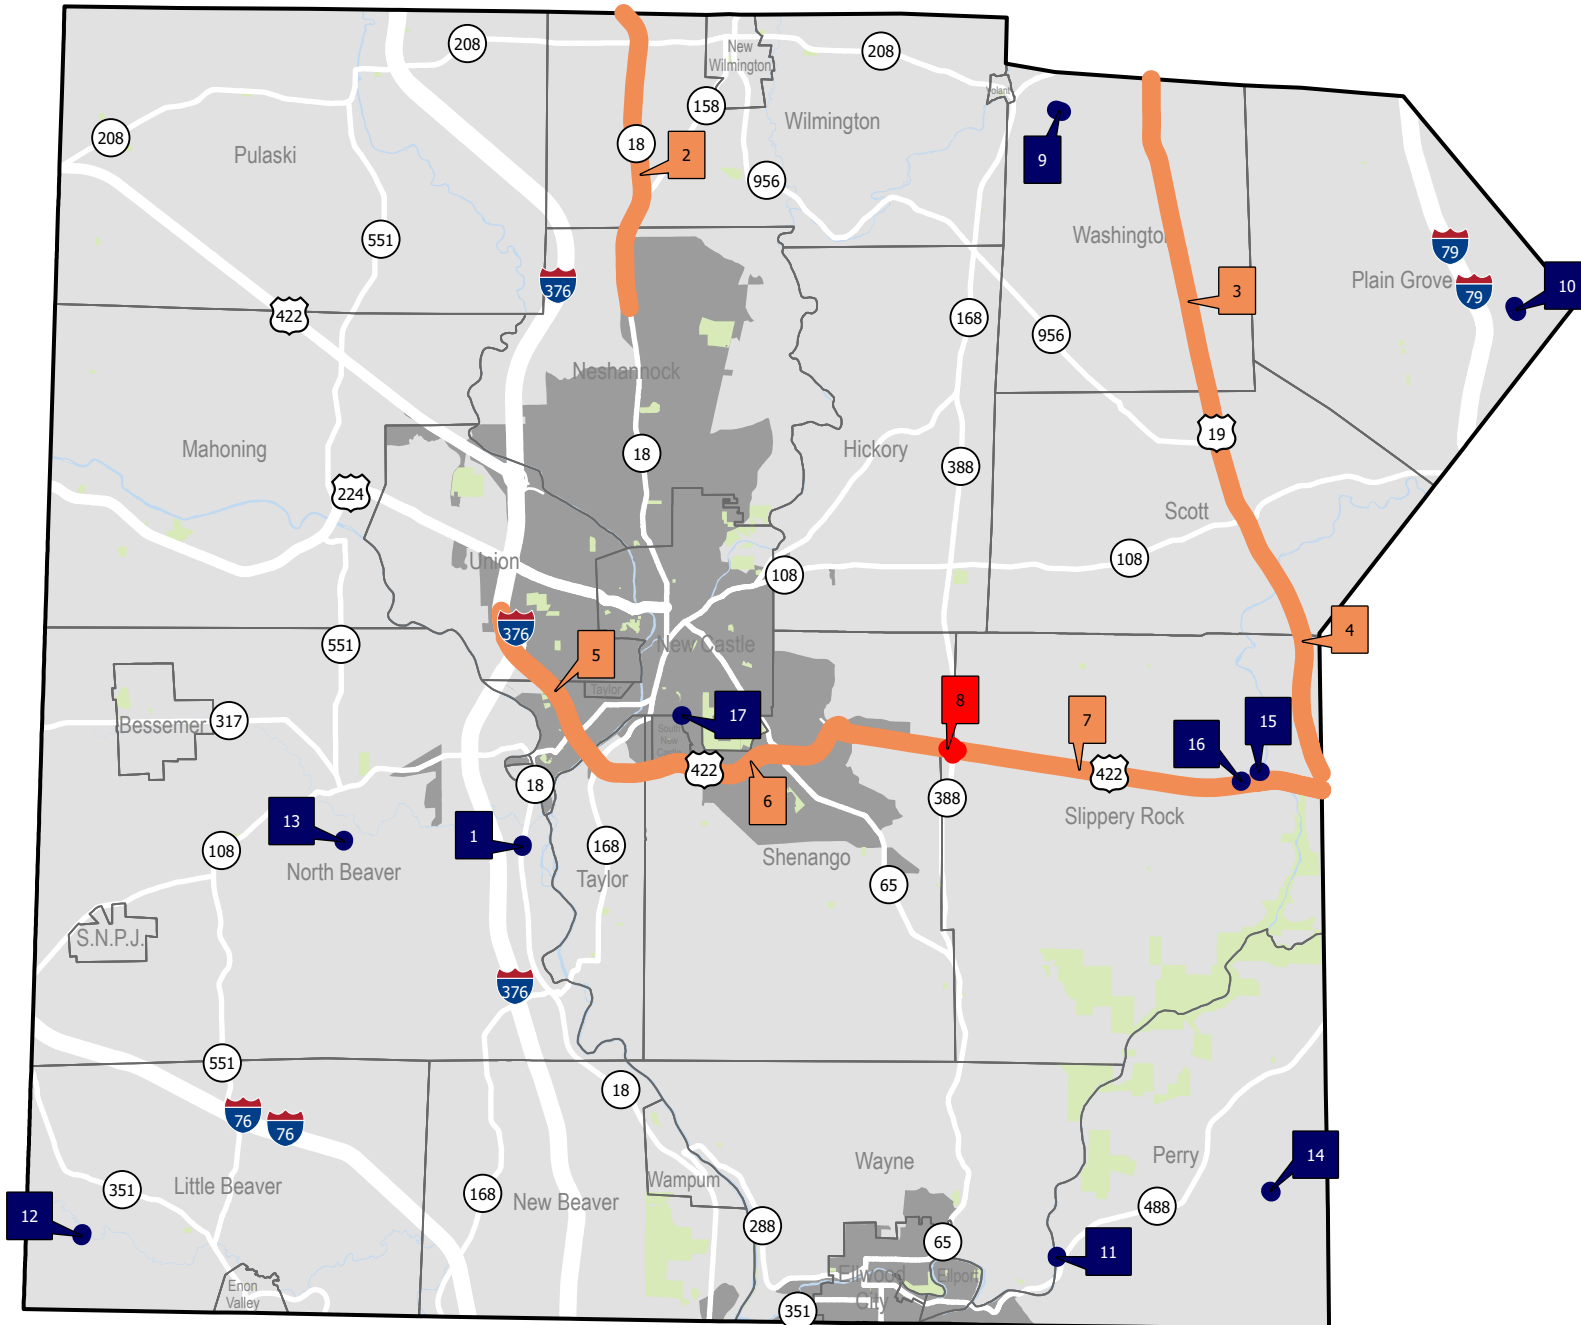 208
New
Wilmington
208
158
Volant
208
18
2
Wilmington
9
Pulaski
956
551
Washington
79
376
Plain Grove
79
10
3
422
168
956
Neshannock
19
Mahoning
18
Hickory
388
224
Scott
Union
108
108
376
4
551
New Castle
5
Taylor
8
Bessemer
317
17
7
16
15
South
New
Castle
422
422
18
388
6
Slippery Rock
13
1
108
168
Shenango
North Beaver
Taylor
65
S.N.P.J.
376
551
18
76
76
14
Wayne
Perry
351
Little Beaver
168
New Beaver
Wampum
488
12
288
65
11
Ellwood
City
Ellport
Enon
Valley
351